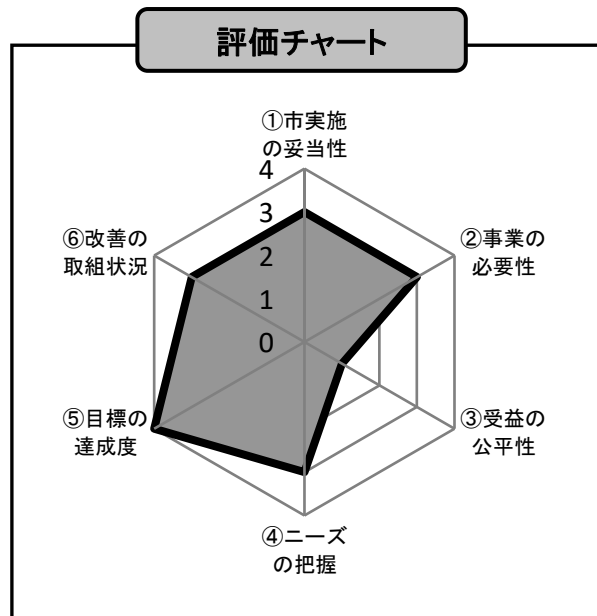 評価チャート
①市実施
の妥当性
4
3
2
1
0
②事業の
必要性
③受益の
公平性
④ニーズ
の把握
⑤目標の
達成度
⑥改善の
取組状況